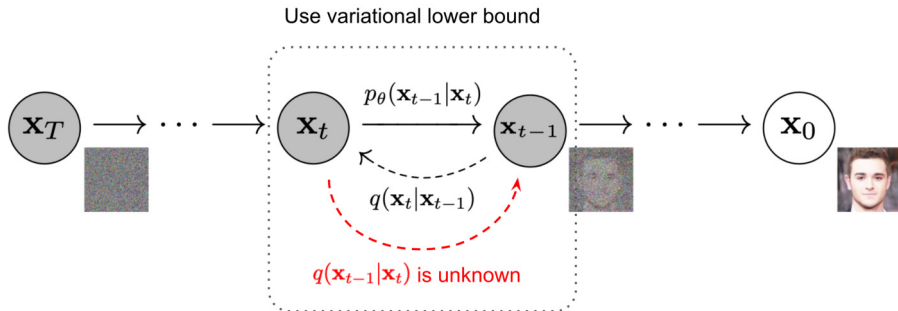 Use variational lower bound
p_θ(x_{t−1}|x_t)
x_T → ⋯ → x_t → x_{t−1} → ⋯ → x_0
q(x_t|x_{t−1})
q(x_{t−1}|x_t) is unknown